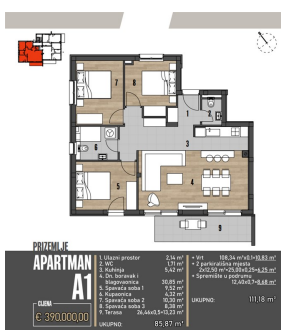 7
8
1
2
3
6
5
4
9
PRIZEMLJE
APARTMAN
A1
CIJENA
€ 390.000,00
1. Ulazni prostor 2,14 m²
2. WC 1,71 m²
3. Kuhinja 5,42 m²
4. Dn. boravak i
blagovaonica 30,85 m²
5. Spavaća soba 1 9,52 m²
6. Kupaonica 4,32 m²
7. Spavaća soba 2 10,30 m²
8. Spavaća soba 3 8,38 m²
9. Terasa 26,46x0,5=13,23 m²
UKUPNO: 85,87 m²
• Vrt 108,34 m²x0,1=10,83 m²
• 2 parkirališna mjesta
2x12,50 m²=25,00x0,25=6,25 m²
• Spremište u podrumu
12,40x0,7=8,68 m²
UKUPNO: 111,18 m²